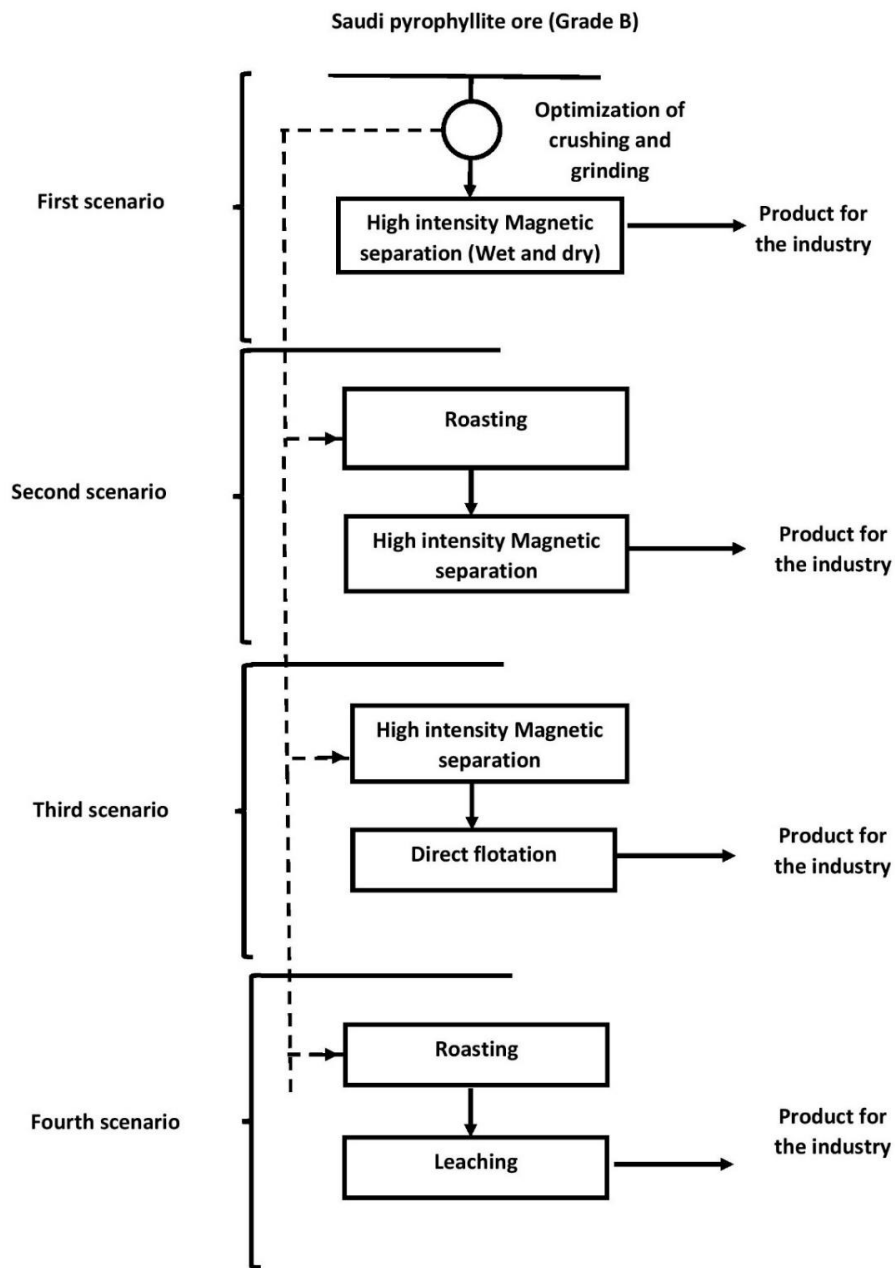 Saudi pyrophyllite ore (Grade B)
Optimization of
crushing and
grinding
First scenario
High intensity Magnetic
separation (Wet and dry)
Product for
the industry
Roasting
Second scenario
High intensity Magnetic
separation
Product for
the industry
High intensity Magnetic
separation
Third scenario
Direct flotation
Product for
the industry
Roasting
Fourth scenario
Leaching
Product for
the industry